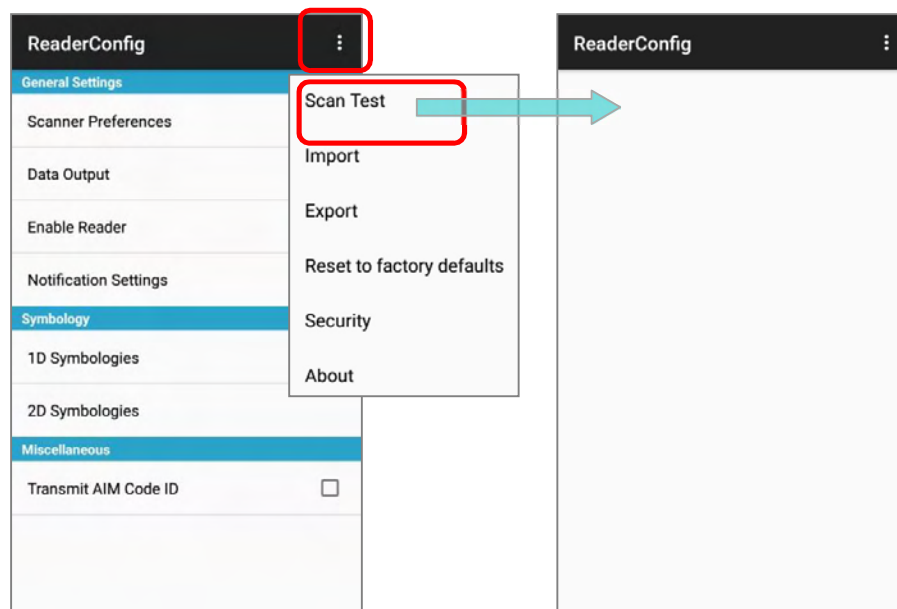 ReaderConfig
General Settings
Scanner Preferences
Data Output
Enable Reader
Notification Settings
Symbology
1D Symbologies
2D Symbologies
Miscellaneous
Transmit AIM Code ID
Scan Test
Import
Export
Reset to factory defaults
Security
About
ReaderConfig